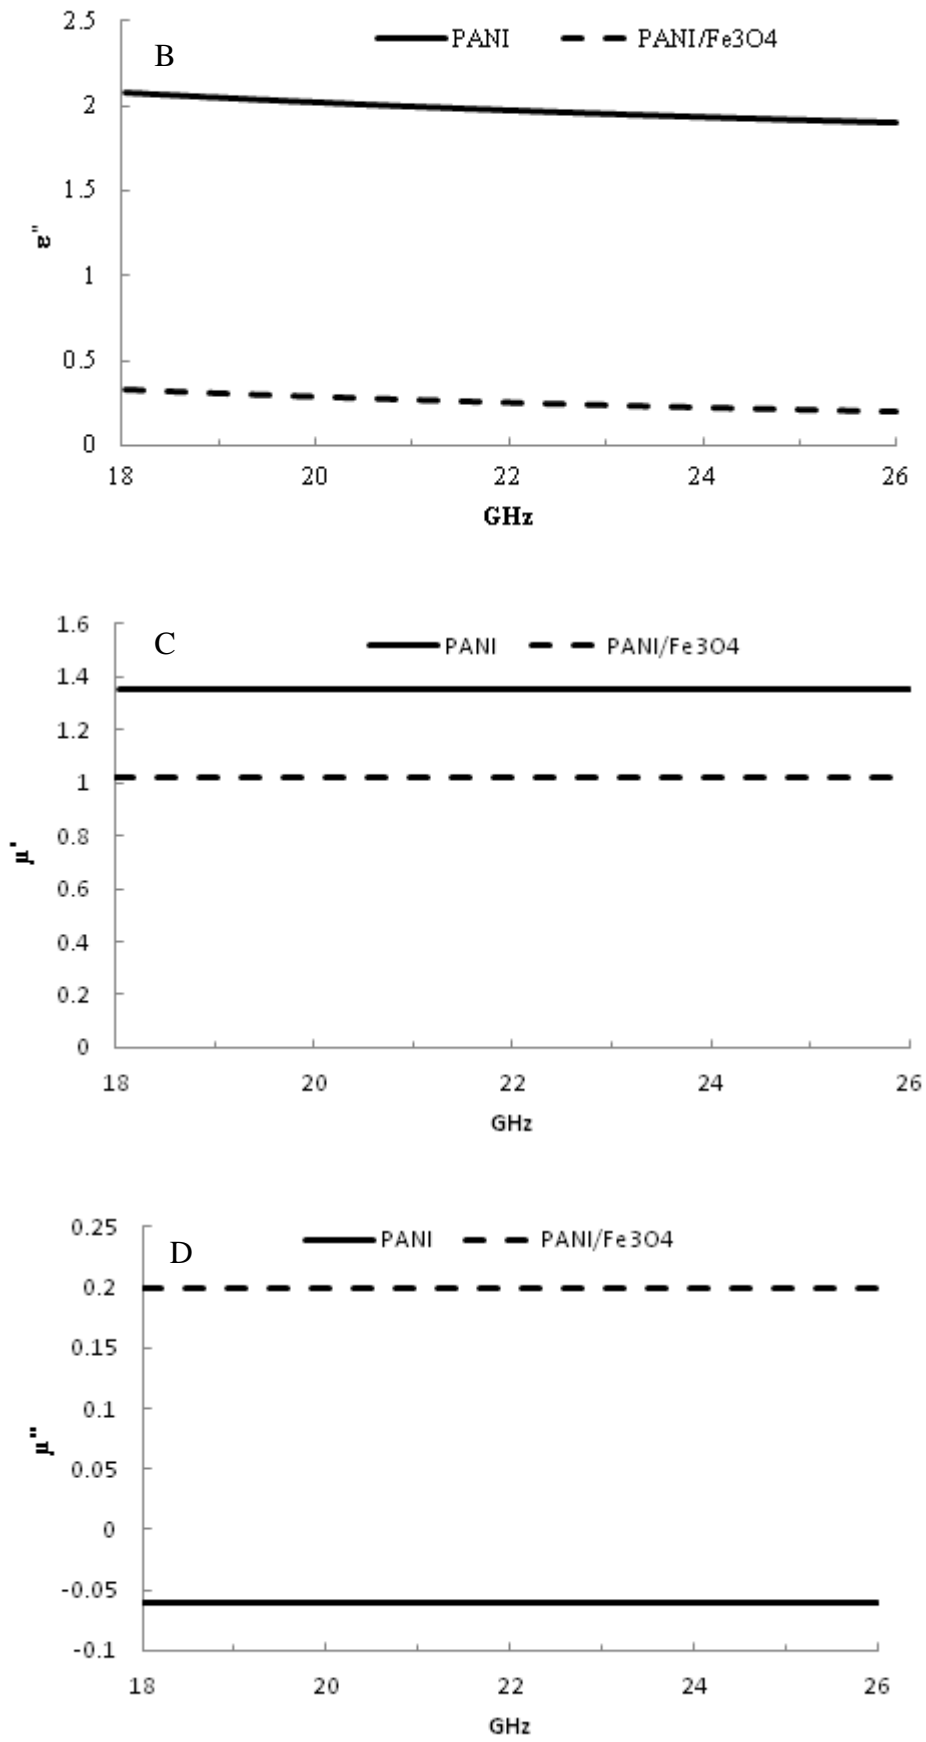 2.5
B
PANI PANI/Fe3O4
2
1.5
ε"
1
0.5
0
18 20 22 24 26
GHz
1.6
C
PANI PANI/Fe3O4
1.4
1.2
1
0.8
μ'
0.6
0.4
0.2
0
18 20 22 24 26
GHz
0.25
D
PANI PANI/Fe3O4
0.2
0.15
0.1
μ"
0.05
0
-0.05
-0.1
18 20 22 24 26
GHz